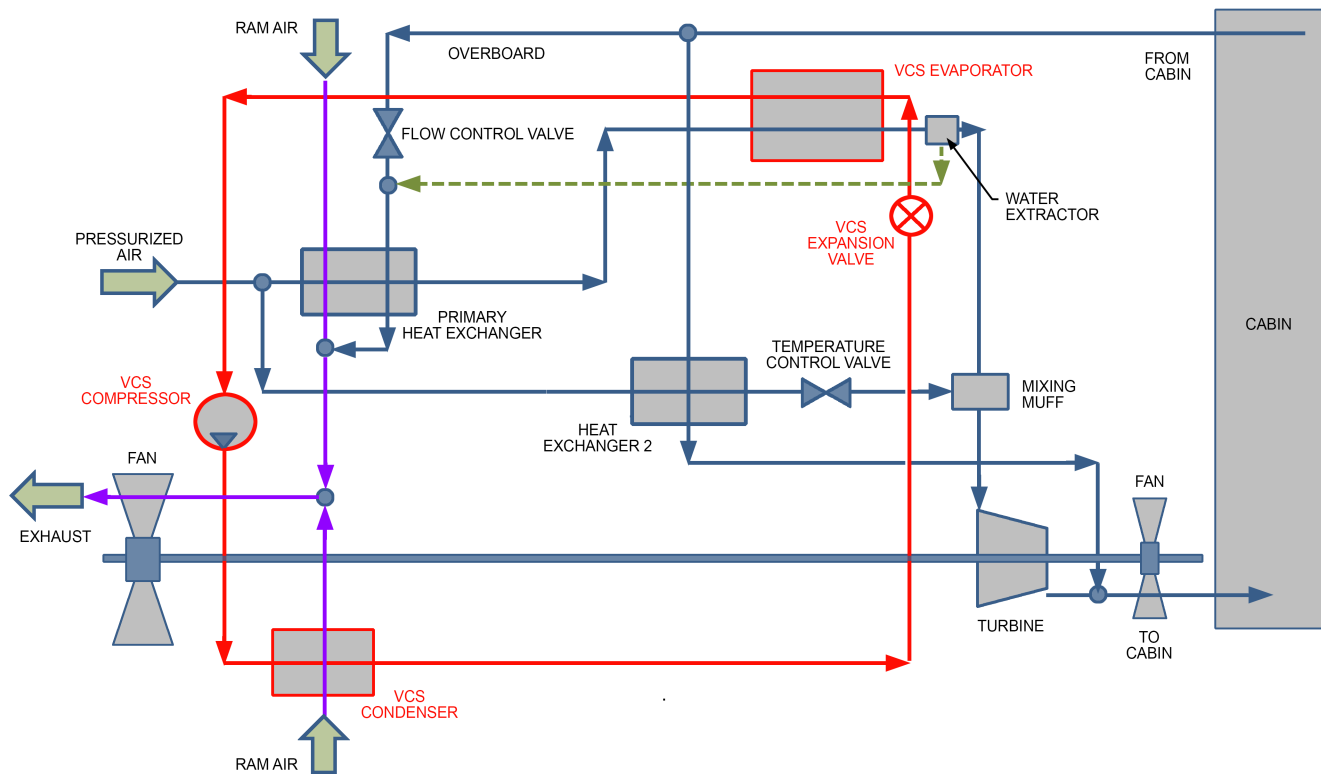 RAM AIR
OVERBOARD
FROM
CABIN
VCS EVAPORATOR
FLOW CONTROL VALVE
WATER
EXTRACTOR
VCS
EXPANSION
VALVE
PRESSURIZED
AIR
PRIMARY
HEAT EXCHANGER
CABIN
TEMPERATURE
CONTROL VALVE
VCS
COMPRESSOR
MIXING
MUFF
HEAT
EXCHANGER 2
FAN
FAN
EXHAUST
TURBINE
TO
CABIN
VCS
CONDENSER
RAM AIR